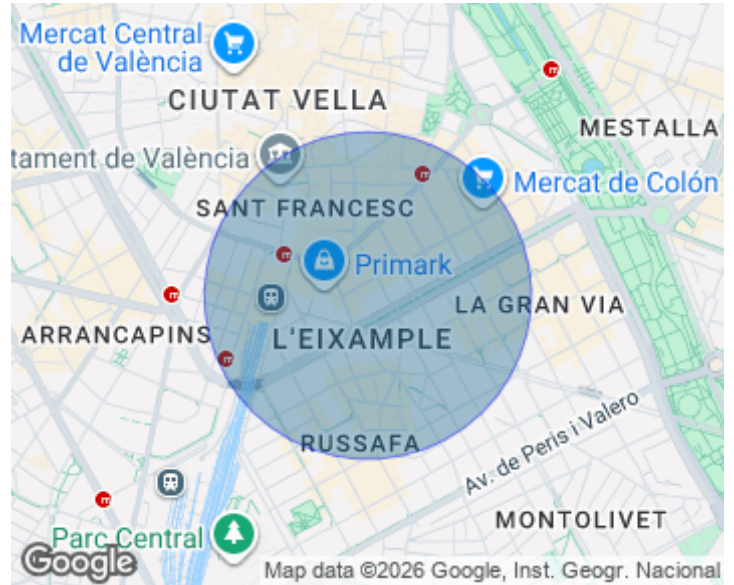 Mercat Central
de València
CIUTAT VELLA
MESTALLA
tament de València
Mercat de Colón
SANT FRANCESC
Primark
LA GRAN VIA
ARRANCAPINS
L'EIXAMPLE
RUSSAFA
Av. de Peris i Valero
MONTOLIVET
Parc Central
Google
Map data ©2026 Google, Inst. Geogr. Nacional